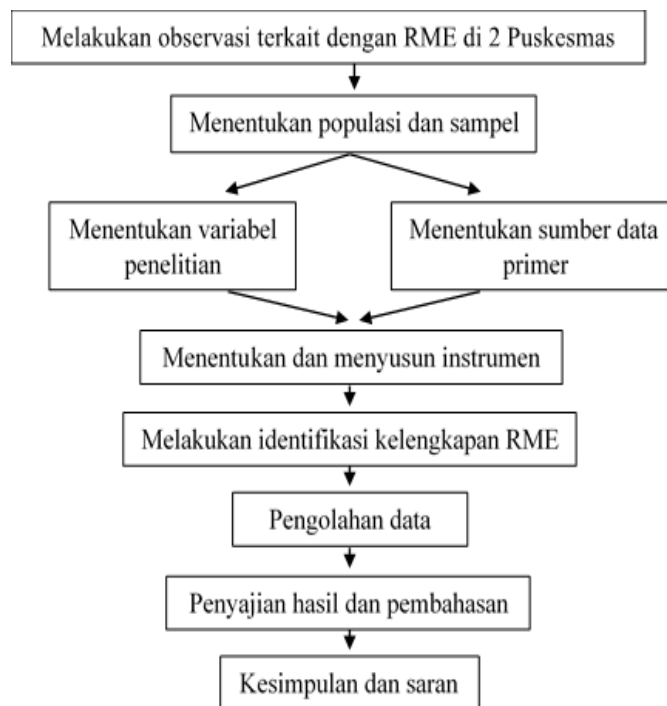 Melakukan observasi terkait dengan RME di 2 Puskesmas
Menentukan populasi dan sampel
Menentukan variabel
penelitian
Menentukan sumber data
primer
Menentukan dan menyusun instrumen
Melakukan identifikasi kelengkapan RME
Pengolahan data
Penyajian hasil dan pembahasan
Kesimpulan dan saran